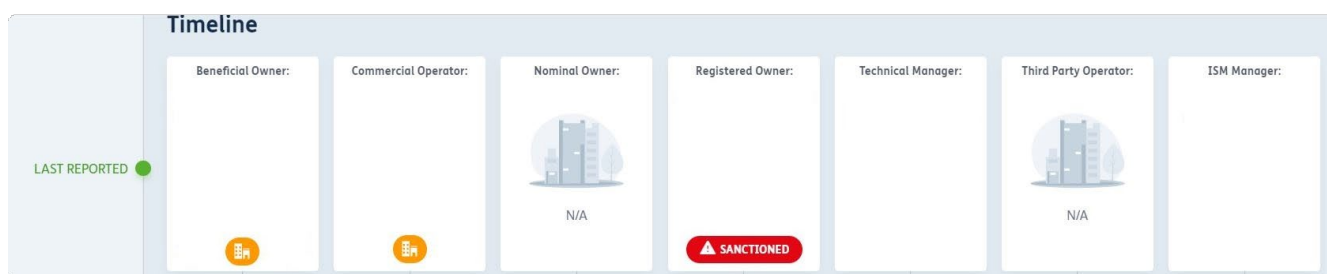 Timeline
Beneficial Owner:
Commercial Operator:
Nominal Owner:
Registered Owner:
Technical Manager:
Third Party Operator:
ISM Manager:
LAST REPORTED
N/A
N/A
SANCTIONED